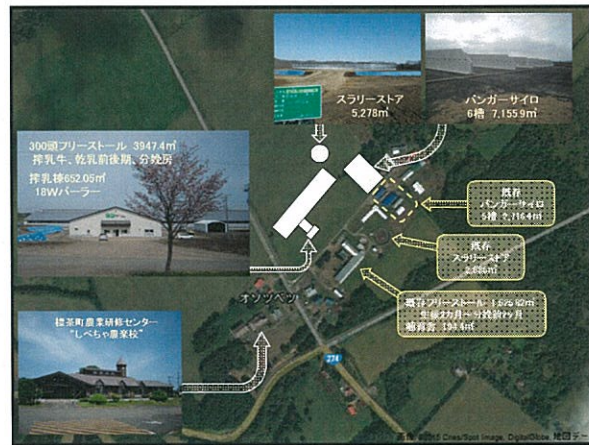 スラリーストア
5,278㎥
バンガーサイロ
6槽 7,155.9㎥
300頭フリーストール 3947.4㎡
搾乳牛、乾乳前後期、分娩房
搾乳棟652.05㎡
18Wパーラー
既存
バンガーサイロ
既存
スラリーストア
既存フリーストール
オソツベツ
標茶町農業研修センター
“しべちゃ農楽校”
274